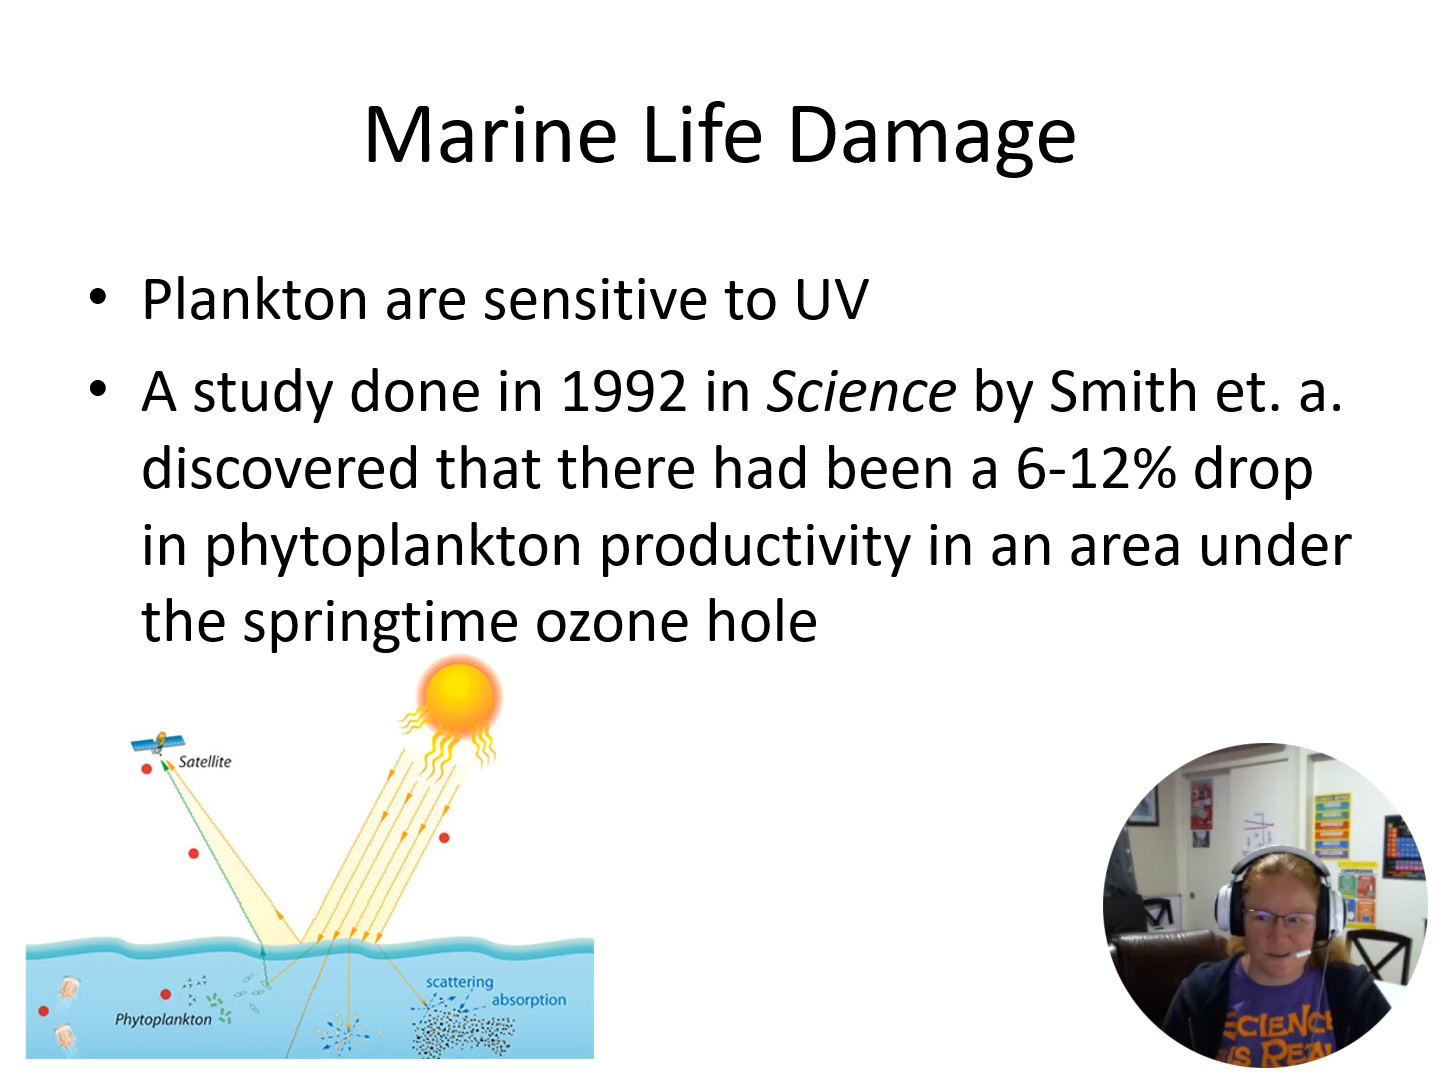 Marine Life Damage
• Plankton are sensitive to UV
• A study done in 1992 in Science by Smith et. a.
discovered that there had been a 6-12% drop
in phytoplankton productivity in an area under
the springtime ozone hole
Satellite
scattering
absorption
Phytoplankton
SCIENCE